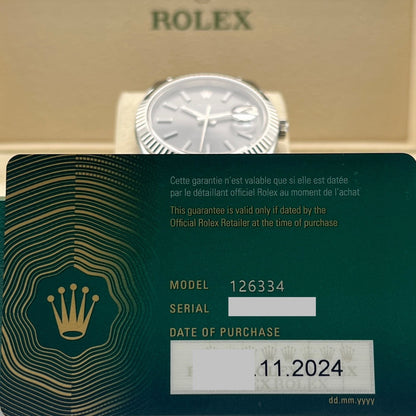 ROLEX
Cette garantie n'est valable que si elle est datée
par le détaillant officiel Rolex au moment de l'achat
This guarantee is valid only if dated by the
Official Rolex Retailer at the time of purchase
MODEL 126334
SERIAL
DATE OF PURCHASE
.11.2024
ROLEX
dd.mm.yyyy